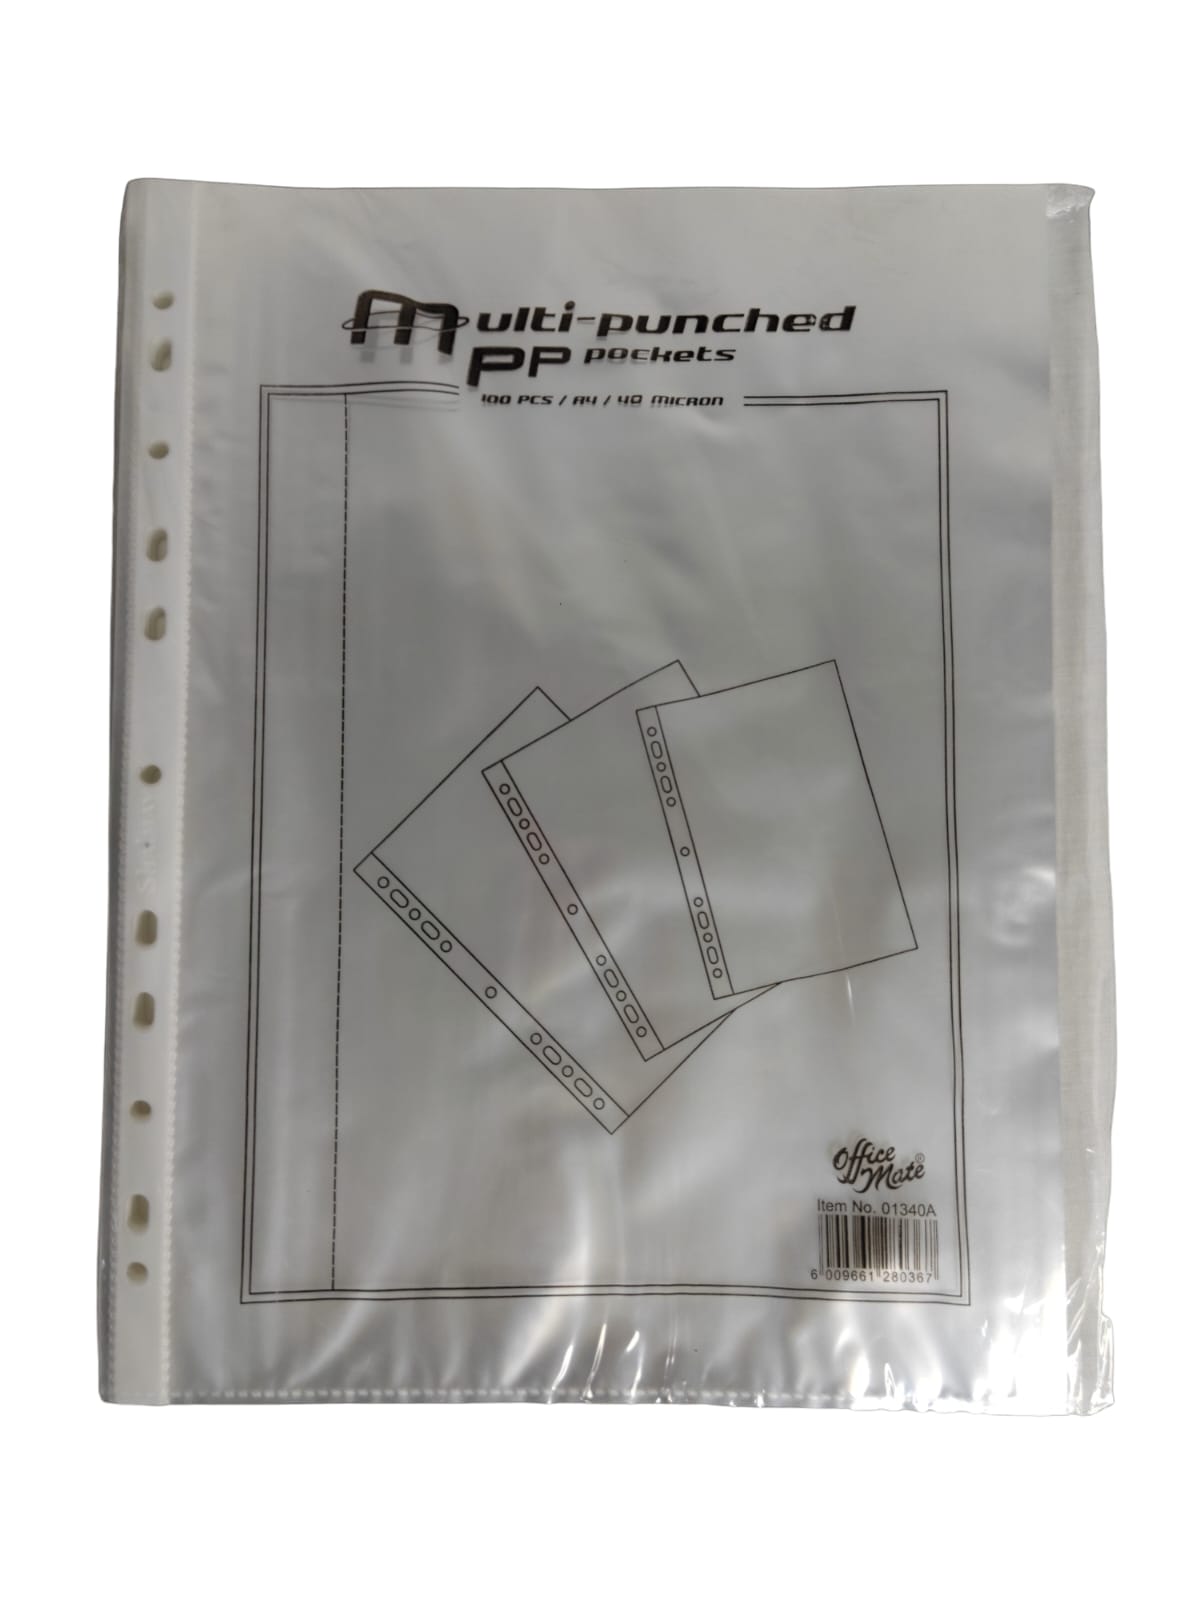 Multi-punched
PP pockets
100 PCS / A4 / 40 MICRON
Office
Mate®
Item No. 01340A
6 009661 280367